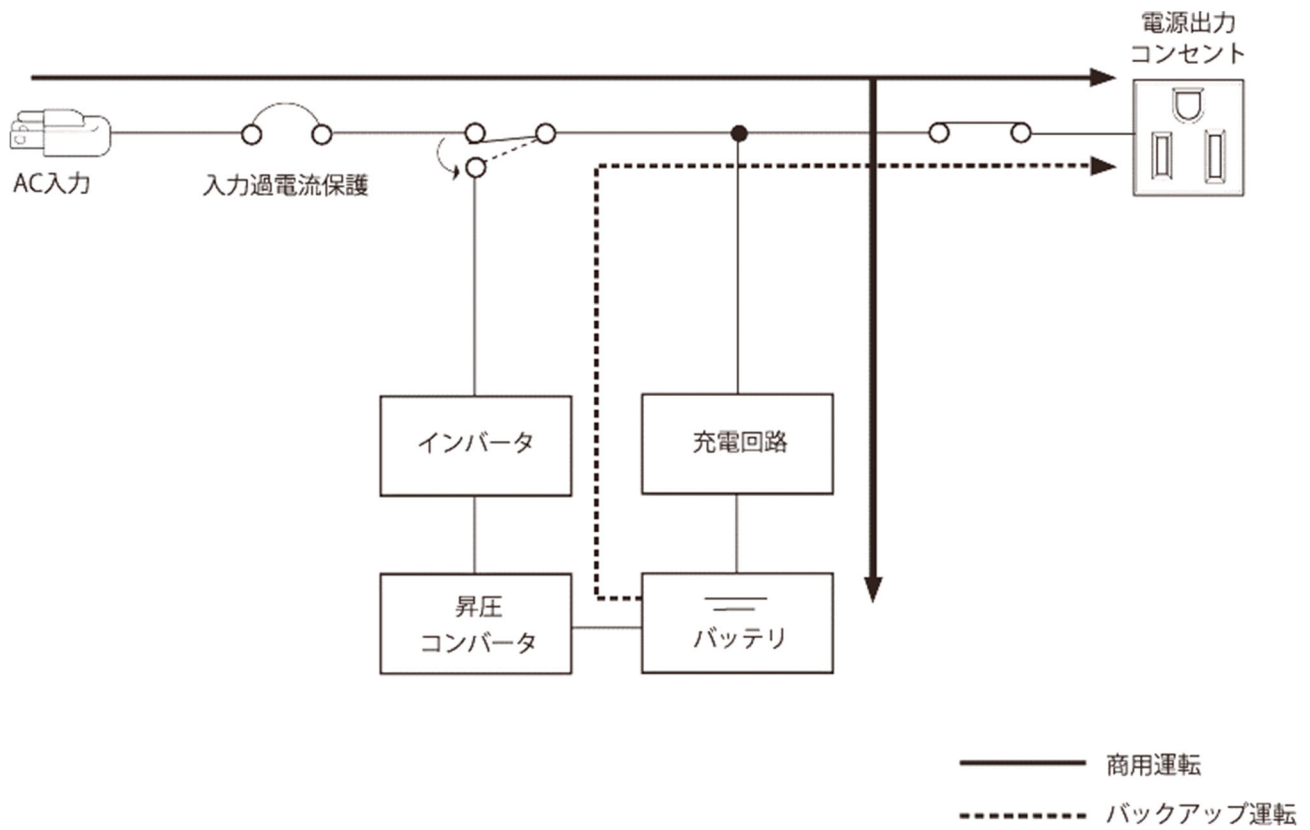 電源出力
コンセント
AC入力
入力過電流保護
インバータ
充電回路
昇圧
コンバータ
バッテリ
商用運転
バックアップ運転